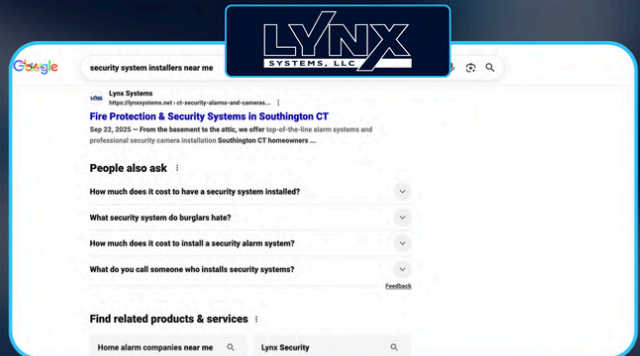 LYNX
SYSTEMS, LLC
Google
security system installers near me
Lynx Systems
https://lynxsystems.net › ct-security-alarms-and-cameras...
Fire Protection & Security Systems in Southington CT
Sep 22, 2025 — From the basement to the attic, we offer top-of-the-line alarm systems and
professional security camera installation Southington CT homeowners ...
People also ask
How much does it cost to have a security system installed?
What security system do burglars hate?
How much does it cost to install a security alarm system?
What do you call someone who installs security systems?
Feedback
Find related products & services
Home alarm companies near me
Lynx Security